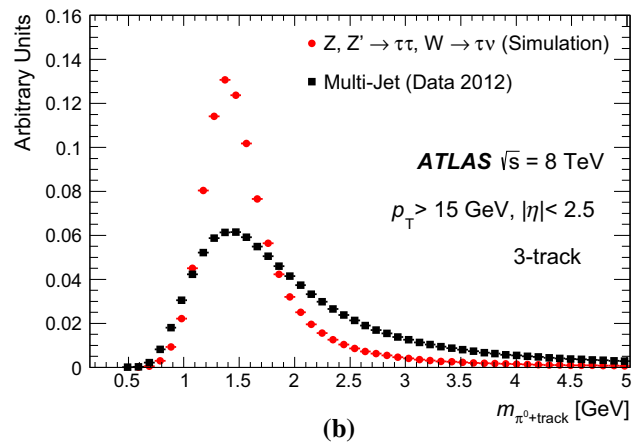 Arbitrary Units
0.16
0.14
0.12
0.1
0.08
0.06
0.04
0.02
0
Z, Z' → ττ, W → τν (Simulation)
Multi-Jet (Data 2012)
ATLAS √s = 8 TeV
p_T > 15 GeV, |η| < 2.5
3-track
0.5 1 1.5 2 2.5 3 3.5 4 4.5 5
m_π⁰+track [GeV]
(b)